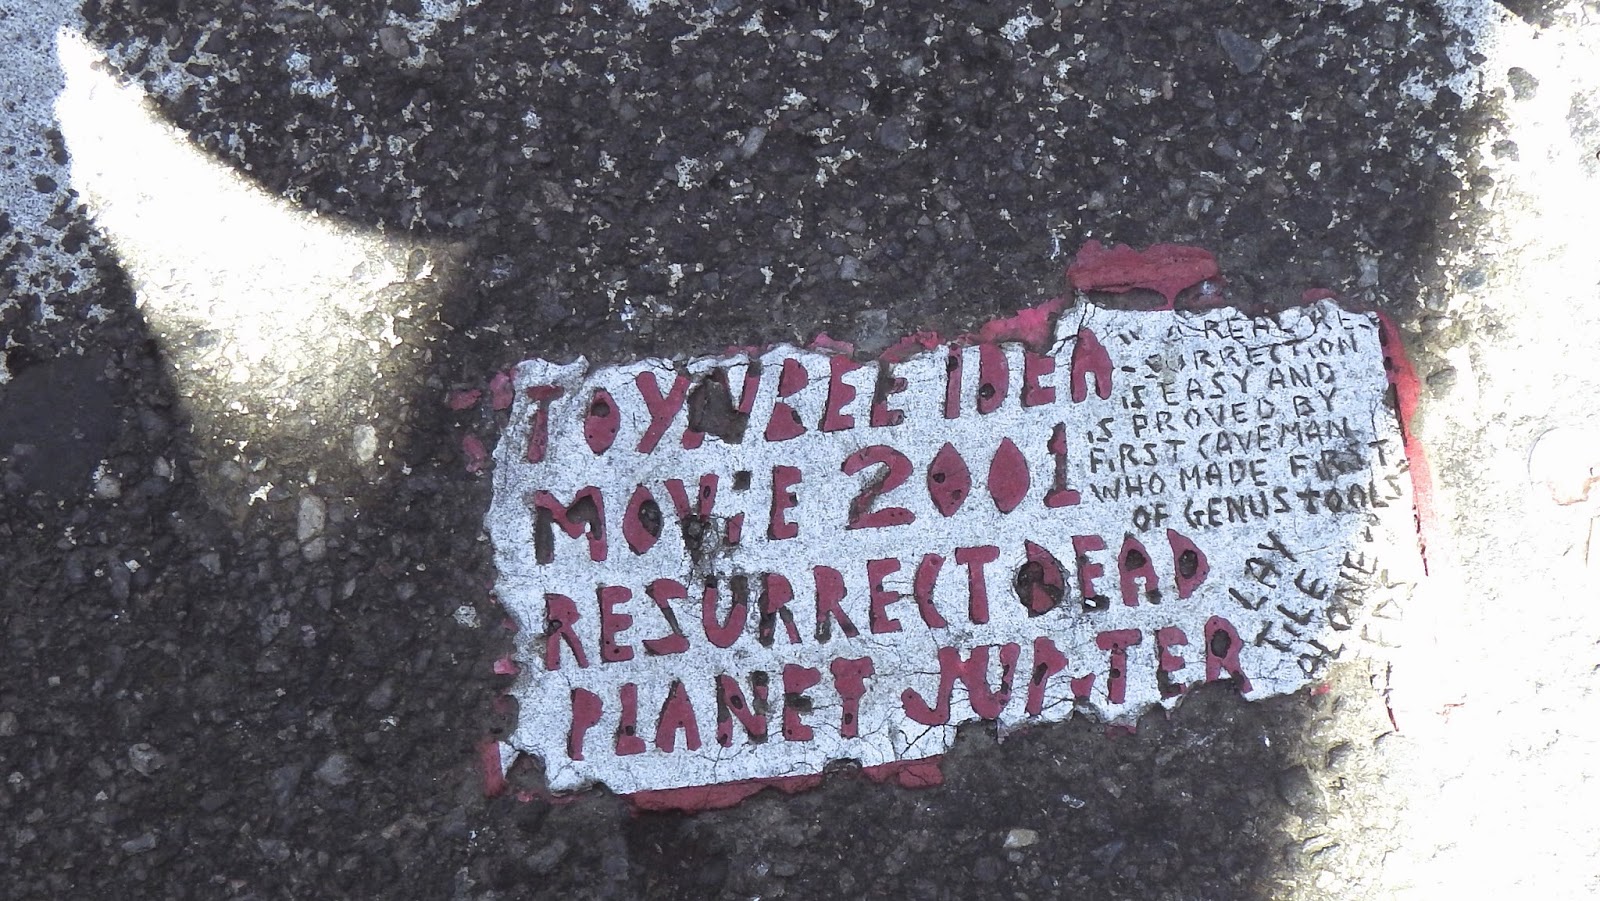 TOYNBEE IDEA
MOVIE 2001
RESURRECT DEAD
PLANET JUPITER
A REAL RE-
SURRECTION
iS EASY AND
iS PROVED BY
FiRST CAVEMAN
WHO MADE FIRST
OF GENUS TOOLS
LAY
TILE
ALONE